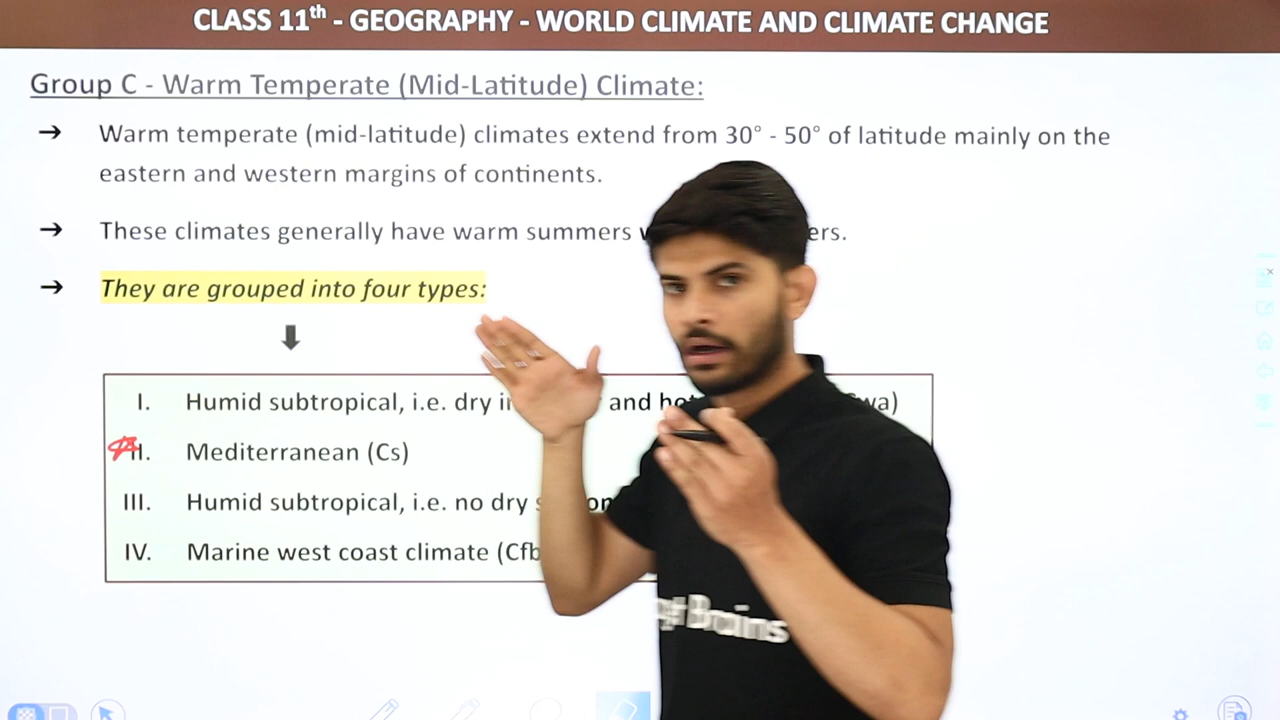 CLASS 11th - GEOGRAPHY - WORLD CLIMATE AND CLIMATE CHANGE
Group C - Warm Temperate (Mid-Latitude) Climate:
➔ Warm temperate (mid-latitude) climates extend from 30° - 50° of latitude mainly on the
eastern and western margins of continents.
➔ These climates generally have warm summers
➔ They are grouped into four types:
I. Humid subtropical, i.e. dry and
II. Mediterranean (Cs)
III. Humid subtropical, i.e. no dry
IV. Marine west coast climate (Cfb
Brains